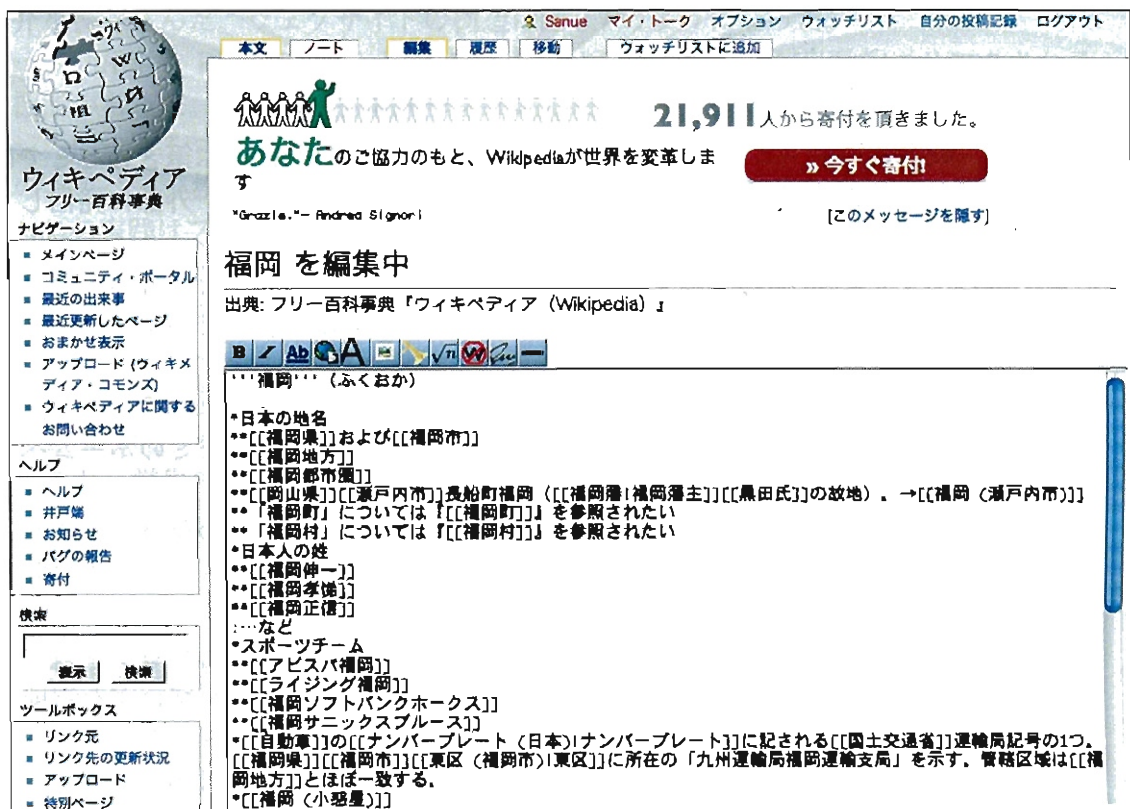 Sanue マイ・トーク オプション ウォッチリスト 自分の投稿記録 ログアウト
本文 ノート 編集 履歴 移動 ウォッチリストに追加
21,911人から寄付を頂きました。
あなたのご協力のもと、Wikipediaが世界を変革しま
す
» 今すぐ寄付!
"Grazie."- Andrea Signori
[このメッセージを隠す]
ウィキペディア
フリー百科事典
ナビゲーション
メインページ
コミュニティ・ポータル
最近の出来事
最近更新したページ
おまかせ表示
アップロード (ウィキメ
ディア・コモンズ)
ウィキペディアに関する
お問い合わせ
ヘルプ
ヘルプ
井戸端
お知らせ
バグの報告
寄付
検索
表示 検索
ツールボックス
リンク元
リンク先の更新状況
アップロード
特別ページ
福岡 を編集中
出典: フリー百科事典『ウィキペディア（Wikipedia）』
'''福岡'''（ふくおか）
*日本の地名
**[[福岡県]]および[[福岡市]]
**[[福岡地方]]
**[[福岡都市圏]]
**[[岡山県]][[瀬戸内市]]長船町福岡（[[福岡藩|福岡藩主]][[黒田氏]]の故地）。→[[福岡 (瀬戸内市)]]
**「福岡町」については『[[福岡町]]』を参照されたい
**「福岡村」については『[[福岡村]]』を参照されたい
*日本人の姓
**[[福岡伸一]]
**[[福岡孝悌]]
**[[福岡正信]]
:…など
*スポーツチーム
**[[アビスパ福岡]]
**[[ライジング福岡]]
**[[福岡ソフトバンクホークス]]
**[[福岡サニックスブルース]]
*[[自動車]]の[[ナンバープレート (日本)|ナンバープレート]]に記される[[国土交通省]]運輸局記号の1つ。
[[福岡県]][[福岡市]][[東区 (福岡市)|東区]]に所在の「九州運輸局福岡運輸支局」を示す。管轄区域は[[福
岡地方]]とほぼ一致する。
*[[福岡 (小惑星)]]